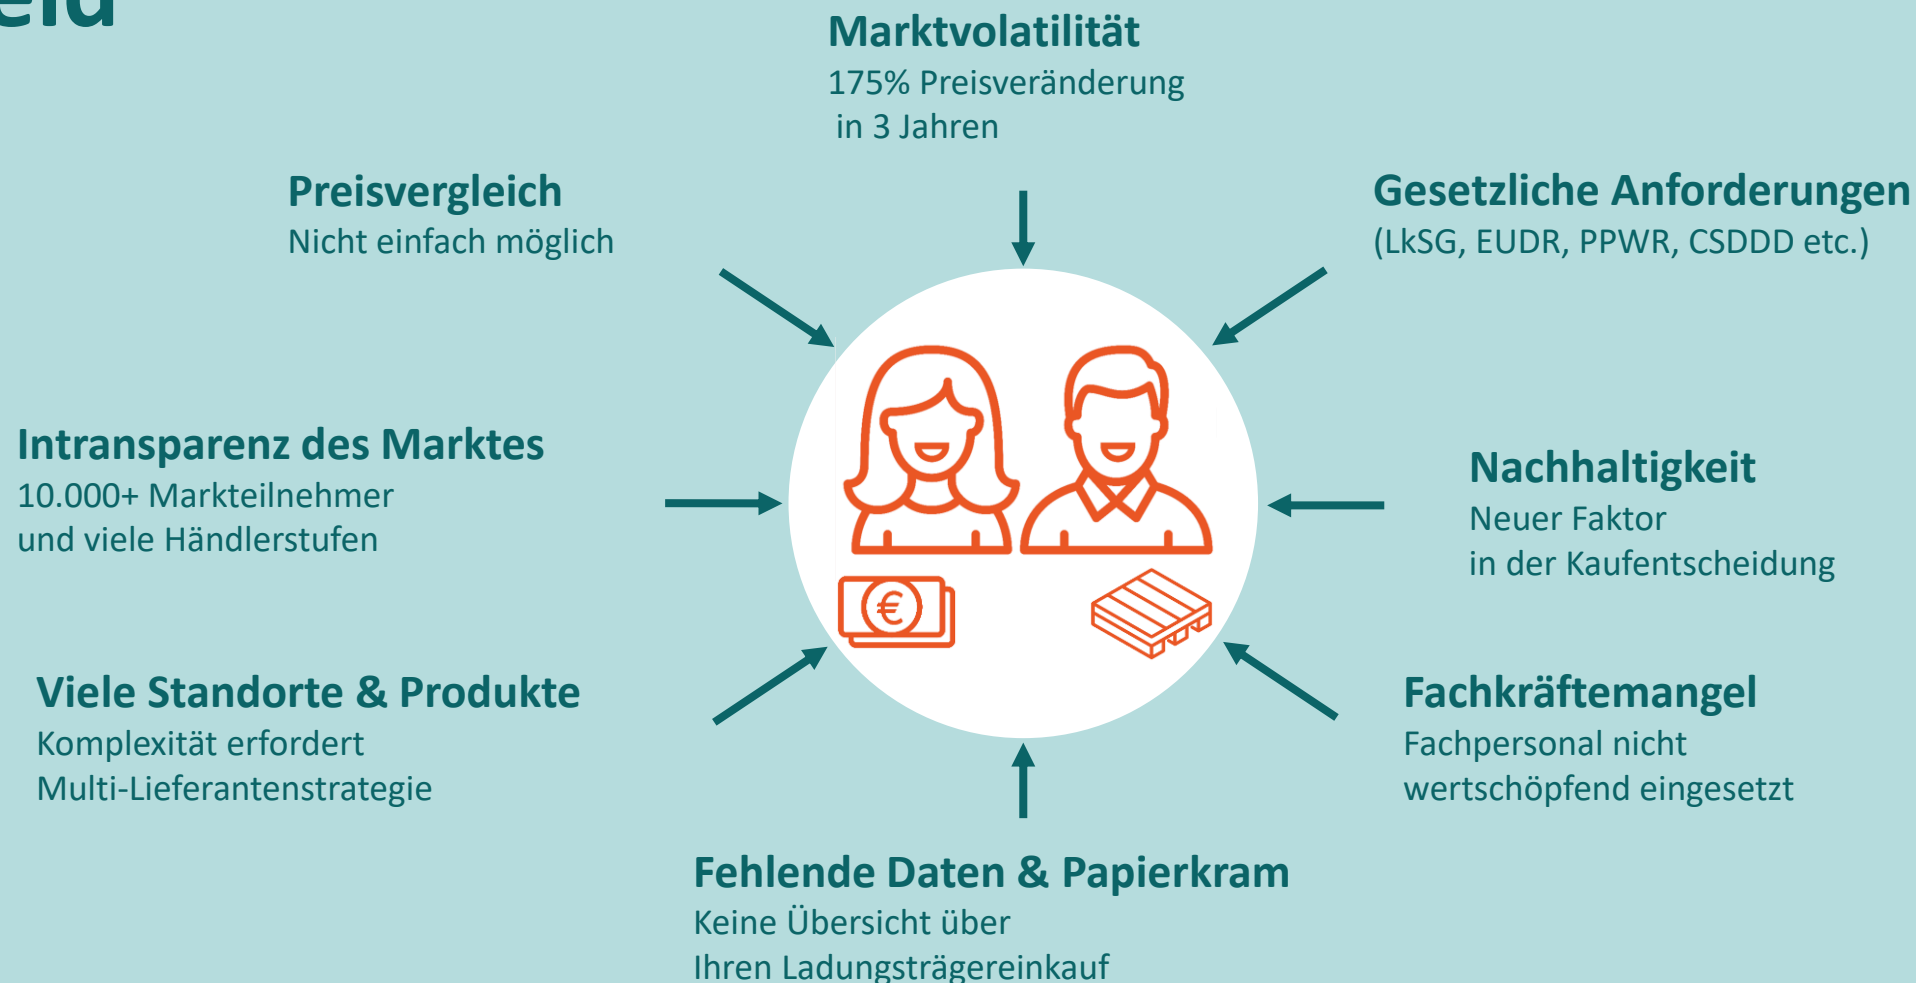 eld
Marktvolatilität
175% Preisveränderung
in 3 Jahren
Preisvergleich
Nicht einfach möglich
Gesetzliche Anforderungen
(LkSG, EUDR, PPWR, CSDDD etc.)
Intransparenz des Marktes
10.000+ Markteilnehmer
und viele Händlerstufen
Nachhaltigkeit
Neuer Faktor
in der Kaufentscheidung
€
Viele Standorte & Produkte
Komplexität erfordert
Multi-Lieferantenstrategie
Fachkräftemangel
Fachpersonal nicht
wertschöpfend eingesetzt
Fehlende Daten & Papierkram
Keine Übersicht über
Ihren Ladungsträgereinkauf